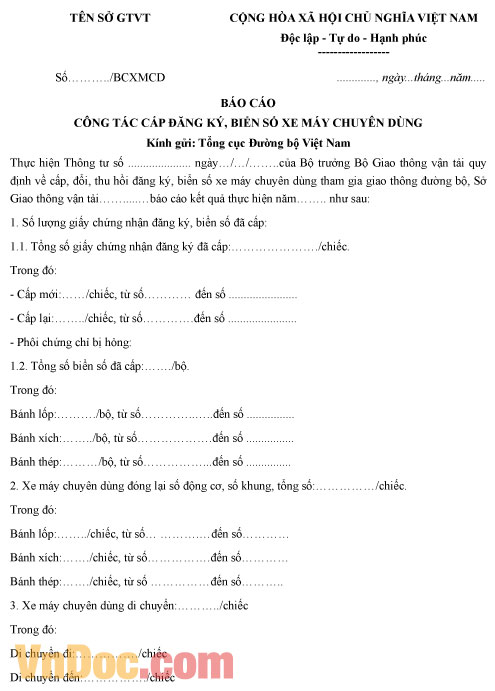 TÊN SỞ GTVT CỘNG HÒA XÃ HỘI CHỦ NGHĨA VIỆT NAM
Độc lập - Tự do - Hạnh phúc
------------------
Số………./BCXMCD ............., ngày...tháng...năm.....
BÁO CÁO
CÔNG TÁC CÁP ĐĂNG KÝ, BIỂN SỐ XE MÁY CHUYÊN DÙNG
Kính gửi: Tổng cục Đường bộ Việt Nam
Thực hiện Thông tư số ..................... ngày…/…/……..của Bộ trưởng Bộ Giao thông vận tải quy
định về cấp, đổi, thu hồi đăng ký, biển số xe máy chuyên dùng tham gia giao thông đường bộ, Sở
Giao thông vận tải……...…báo cáo kết quả thực hiện năm…….. như sau:
1. Số lượng giấy chứng nhận đăng ký, biển số đã cấp:
1.1. Tổng số giấy chứng nhận đăng ký đã cấp:…………………/chiếc.
Trong đó:
- Cấp mới:……/chiếc, từ số………… đến số .......................
- Cấp lại:……../chiếc, từ số………….đến số .......................
- Phôi chứng chỉ bị hỏng:
1.2. Tổng số biển số đã cấp:……./bộ.
Trong đó:
Bánh lốp:………./bộ, từ số…………..….đến số ................
Bánh xích:……../bộ, từ số……………….đến số ................
Bánh thép:………/bộ, từ số……………...đến số ...............
2. Xe máy chuyên dùng đóng lại số động cơ, số khung, tổng số:……………/chiếc.
Trong đó:
Bánh lốp:……../chiếc, từ số… ………….đến số…………
Bánh xích:……./chiếc, từ số…………….đến số…………
Bánh thép:……./chiếc, từ số ……………đến số………..
3. Xe máy chuyên dùng di chuyển:………../chiếc
Trong đó:
Di chuyển đi:……………/chiếc
Di chuyển đến:……………./chiếc
VnDoc.com